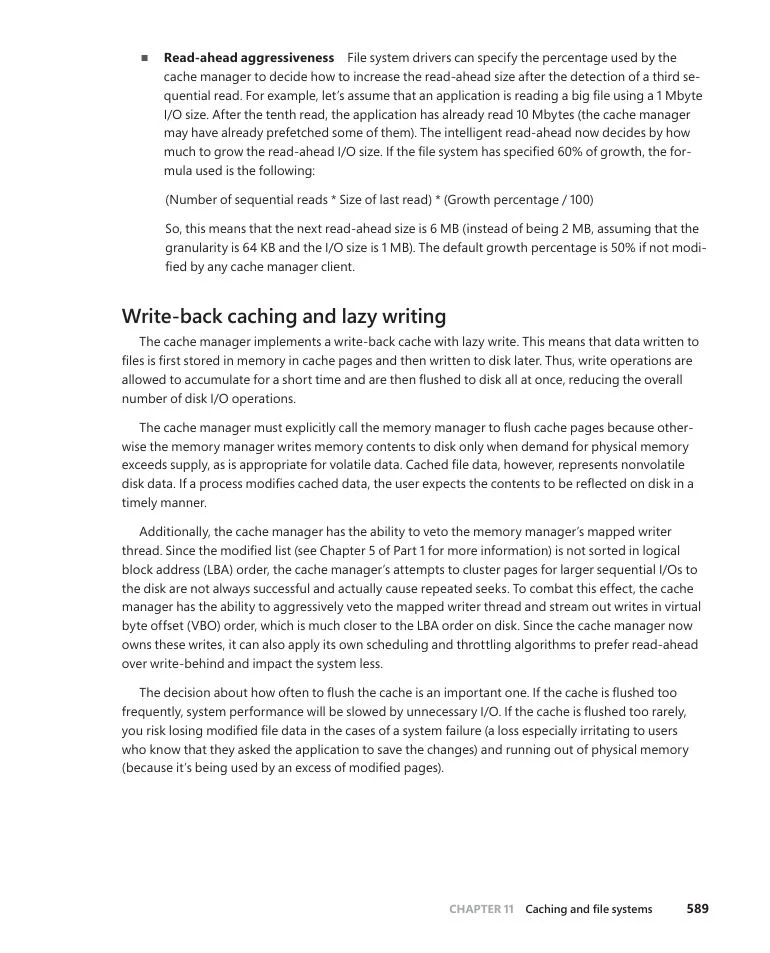 ■ Read-ahead aggressiveness File system drivers can specify the percentage used by the
cache manager to decide how to increase the read-ahead size after the detection of a third se-
quential read. For example, let’s assume that an application is reading a big file using a 1 Mbyte
I/O size. After the tenth read, the application has already read 10 Mbytes (the cache manager
may have already prefetched some of them). The intelligent read-ahead now decides by how
much to grow the read-ahead I/O size. If the file system has specified 60% of growth, the for-
mula used is the following:
(Number of sequential reads * Size of last read) * (Growth percentage / 100)
So, this means that the next read-ahead size is 6 MB (instead of being 2 MB, assuming that the
granularity is 64 KB and the I/O size is 1 MB). The default growth percentage is 50% if not modi-
fied by any cache manager client.
Write-back caching and lazy writing
The cache manager implements a write-back cache with lazy write. This means that data written to
files is first stored in memory in cache pages and then written to disk later. Thus, write operations are
allowed to accumulate for a short time and are then flushed to disk all at once, reducing the overall
number of disk I/O operations.
The cache manager must explicitly call the memory manager to flush cache pages because other-
wise the memory manager writes memory contents to disk only when demand for physical memory
exceeds supply, as is appropriate for volatile data. Cached file data, however, represents nonvolatile
disk data. If a process modifies cached data, the user expects the contents to be reflected on disk in a
timely manner.
Additionally, the cache manager has the ability to veto the memory manager’s mapped writer
thread. Since the modified list (see Chapter 5 of Part 1 for more information) is not sorted in logical
block address (LBA) order, the cache manager’s attempts to cluster pages for larger sequential I/Os to
the disk are not always successful and actually cause repeated seeks. To combat this effect, the cache
manager has the ability to aggressively veto the mapped writer thread and stream out writes in virtual
byte offset (VBO) order, which is much closer to the LBA order on disk. Since the cache manager now
owns these writes, it can also apply its own scheduling and throttling algorithms to prefer read-ahead
over write-behind and impact the system less.
The decision about how often to flush the cache is an important one. If the cache is flushed too
frequently, system performance will be slowed by unnecessary I/O. If the cache is flushed too rarely,
you risk losing modified file data in the cases of a system failure (a loss especially irritating to users
who know that they asked the application to save the changes) and running out of physical memory
(because it’s being used by an excess of modified pages).
CHAPTER 11 Caching and file systems 589